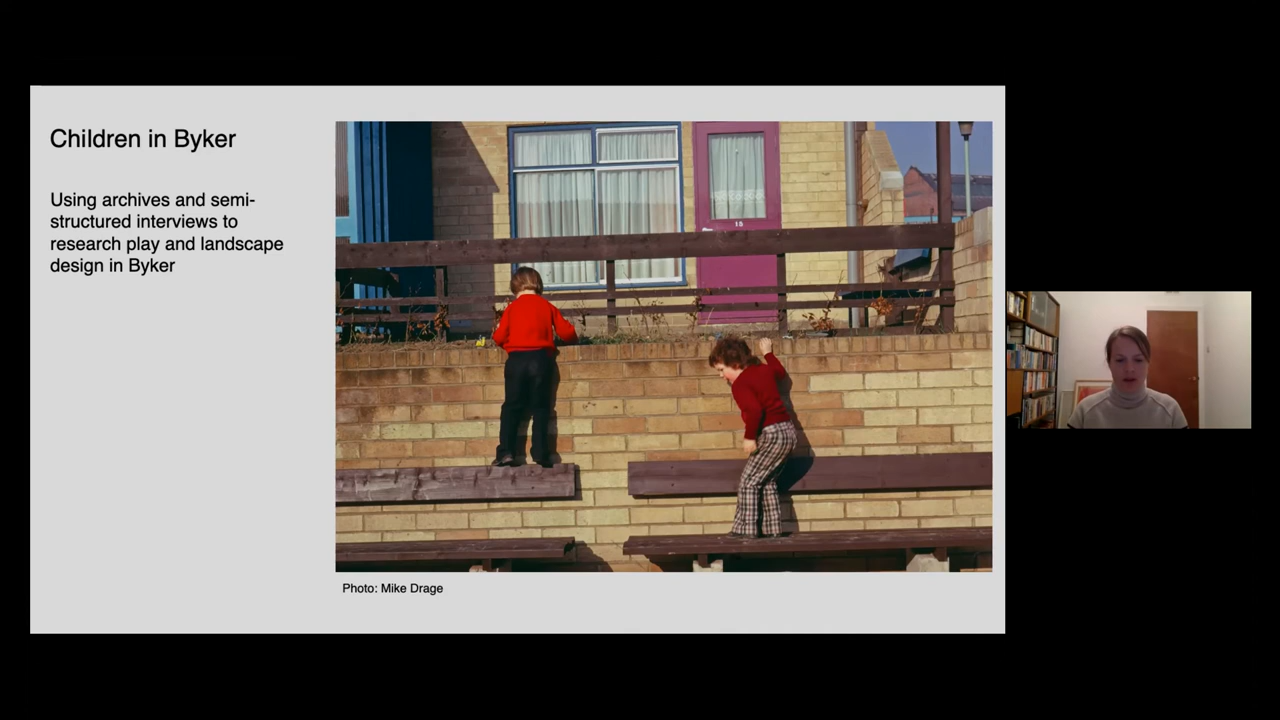 Children in Byker
Using archives and semi-
structured interviews to
research play and landscape
design in Byker
15
Photo: Mike Drage